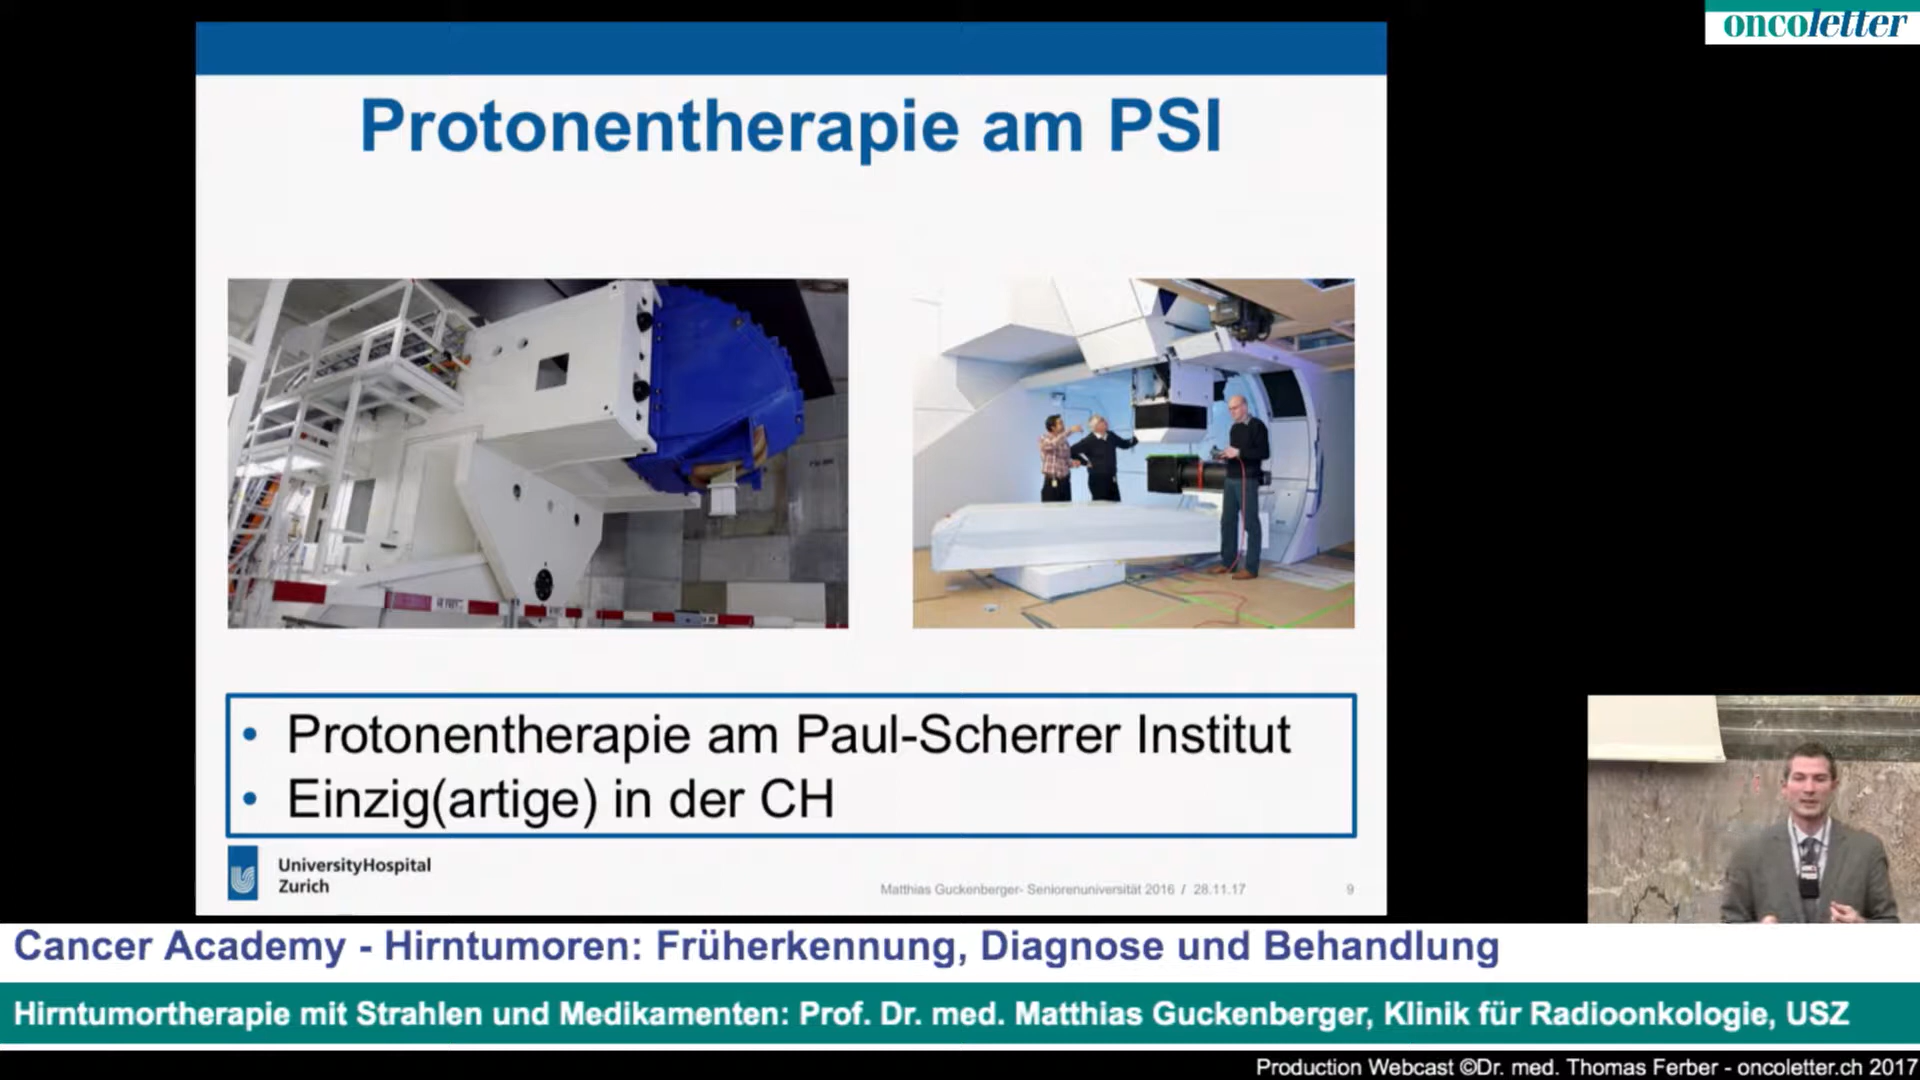 oncoletter
Protonentherapie am PSI
• Protonentherapie am Paul-Scherrer Institut
• Einzig(artige) in der CH
UniversityHospital
Zurich
Matthias Guckenberger- Seniorenuniversität 2016 / 28.11.17
9
Cancer Academy - Hirntumoren: Früherkennung, Diagnose und Behandlung
Hirntumortherapie mit Strahlen und Medikamenten: Prof. Dr. med. Matthias Guckenberger, Klinik für Radioonkologie, USZ
Production Webcast ©Dr. med. Thomas Ferber - oncoletter.ch 2017